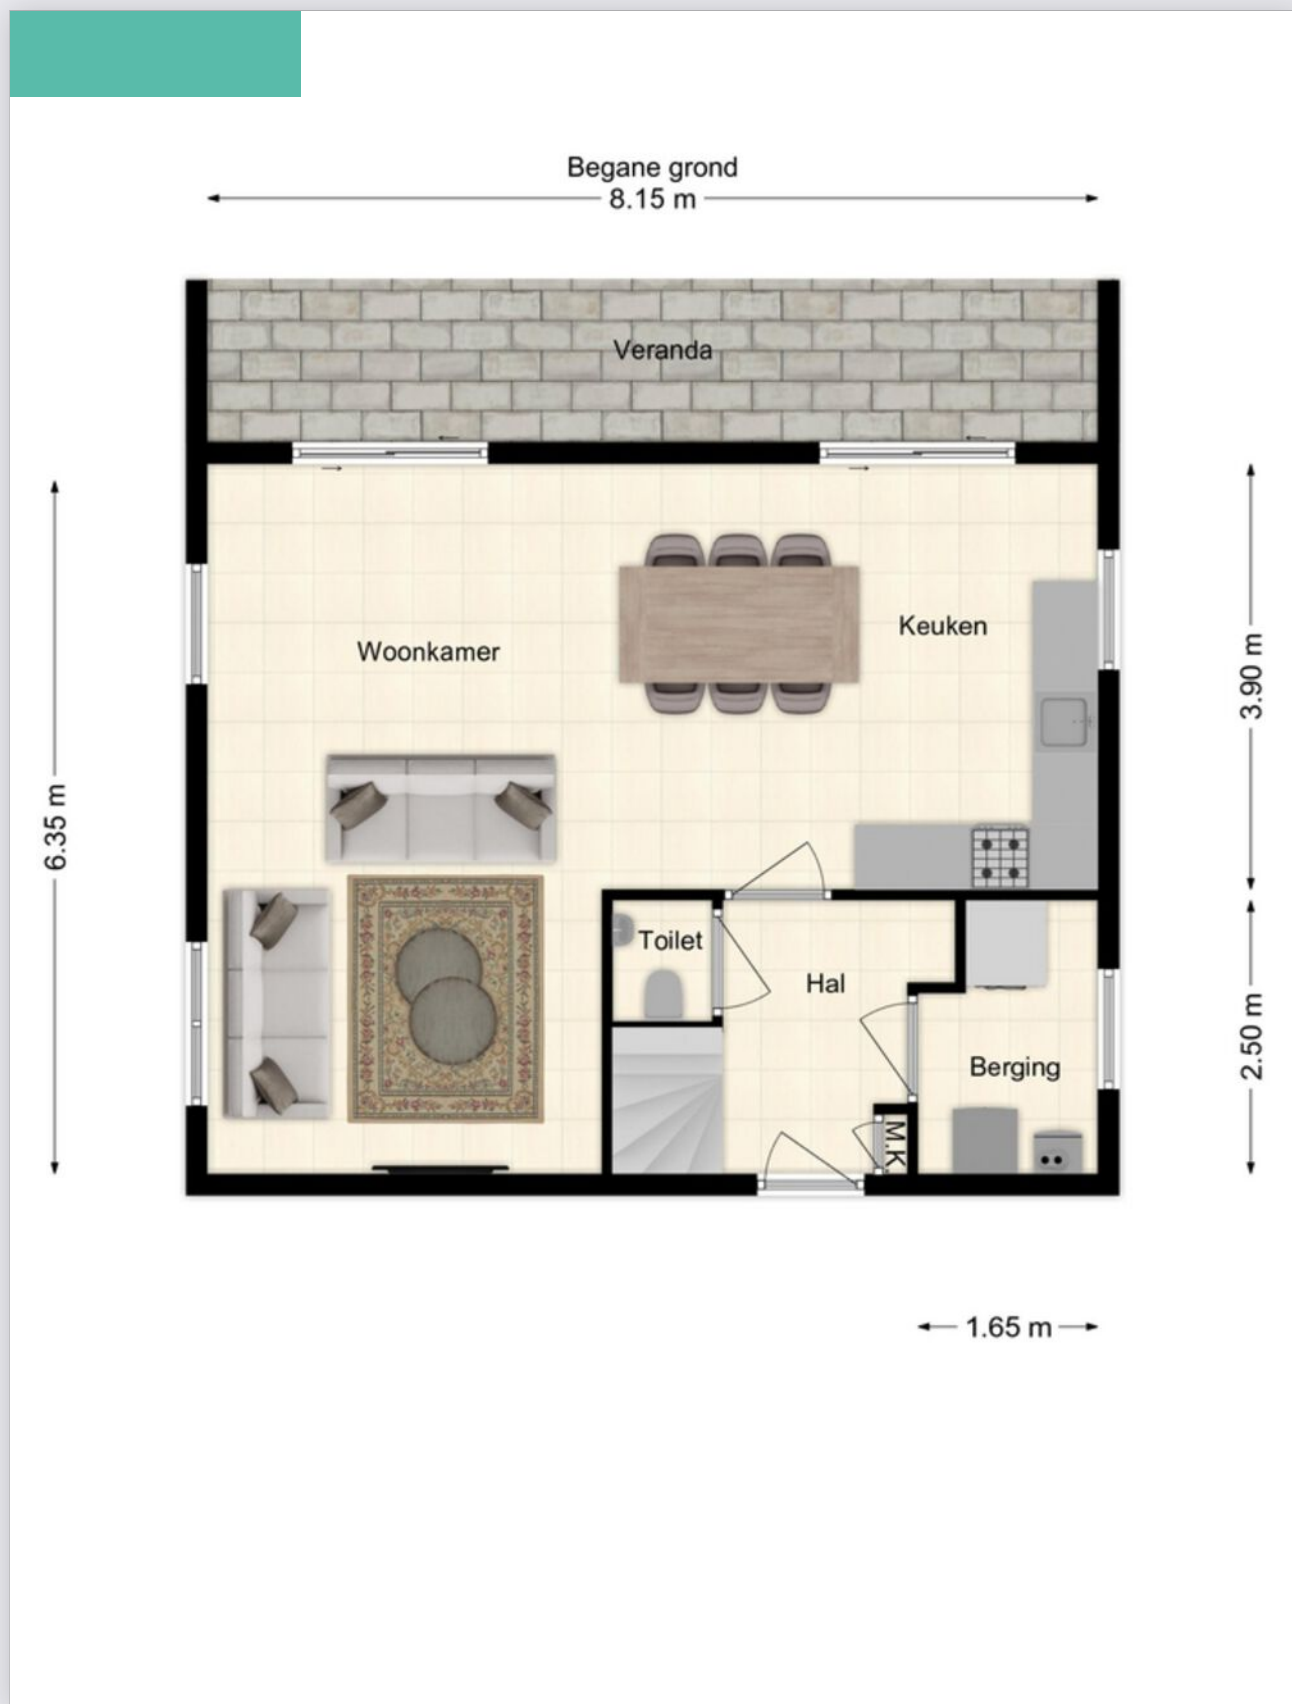 Begane grond
8.15 m
Veranda
Keuken
Woonkamer
3.90 m
6.35 m
Toilet
Hal
2.50 m
Berging
M.K.
1.65 m